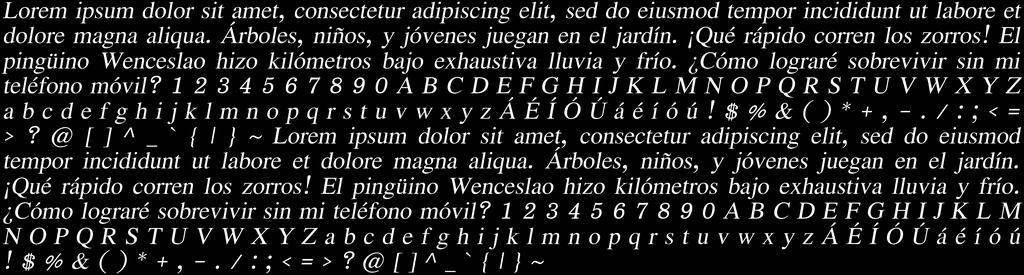 Lorem ipsum dolor sit amet, consectetur adipiscing elit, sed do eiusmod tempor incididunt ut labore et
dolore magna aliqua. Árboles, niños, y jóvenes juegan en el jardín. ¡Qué rápido corren los zorros! El
pingüino Wenceslao hizo kilómetros bajo exhaustiva lluvia y frío. ¿Cómo lograré sobrevivir sin mi
teléfono móvil? 1 2 3 4 5 6 7 8 9 0 A B C D E F G H I J K L M N O P Q R S T U V W X Y Z
a b c d e f g h i j k l m n o p q r s t u v w x y z Á É Í Ó Ú á é í ó ú ! $ % & ( ) * + , - . / : ; < =
> ? @ [ ] ^ _ ` { | } ~ Lorem ipsum dolor sit amet, consectetur adipiscing elit, sed do eiusmod
tempor incididunt ut labore et dolore magna aliqua. Árboles, niños, y jóvenes juegan en el jardín.
¡Qué rápido corren los zorros! El pingüino Wenceslao hizo kilómetros bajo exhaustiva lluvia y frío.
¿Cómo lograré sobrevivir sin mi teléfono móvil? 1 2 3 4 5 6 7 8 9 0 A B C D E F G H I J K L M
N O P Q R S T U V W X Y Z a b c d e f g h i j k l m n o p q r s t u v w x y z Á É Í Ó Ú á é í ó ú
! $ % & ( ) * + , - . / : ; < = > ? @ [ ] ^ _ ` { | } ~